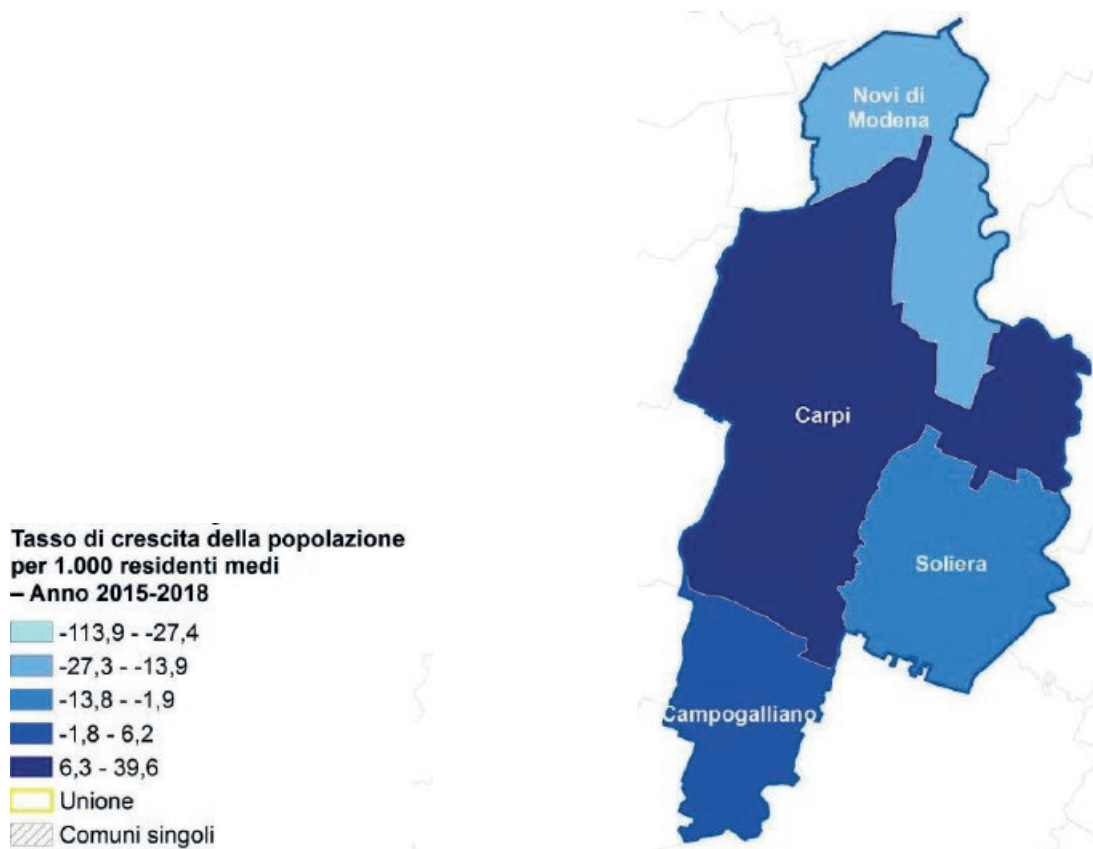 Novi di
Modena
Carpi
Soliera
Campogalliano
Tasso di crescita della popolazione
per 1.000 residenti medi
– Anno 2015-2018
-113,9 - -27,4
-27,3 - -13,9
-13,8 - -1,9
-1,8 - 6,2
6,3 - 39,6
Unione
Comuni singoli